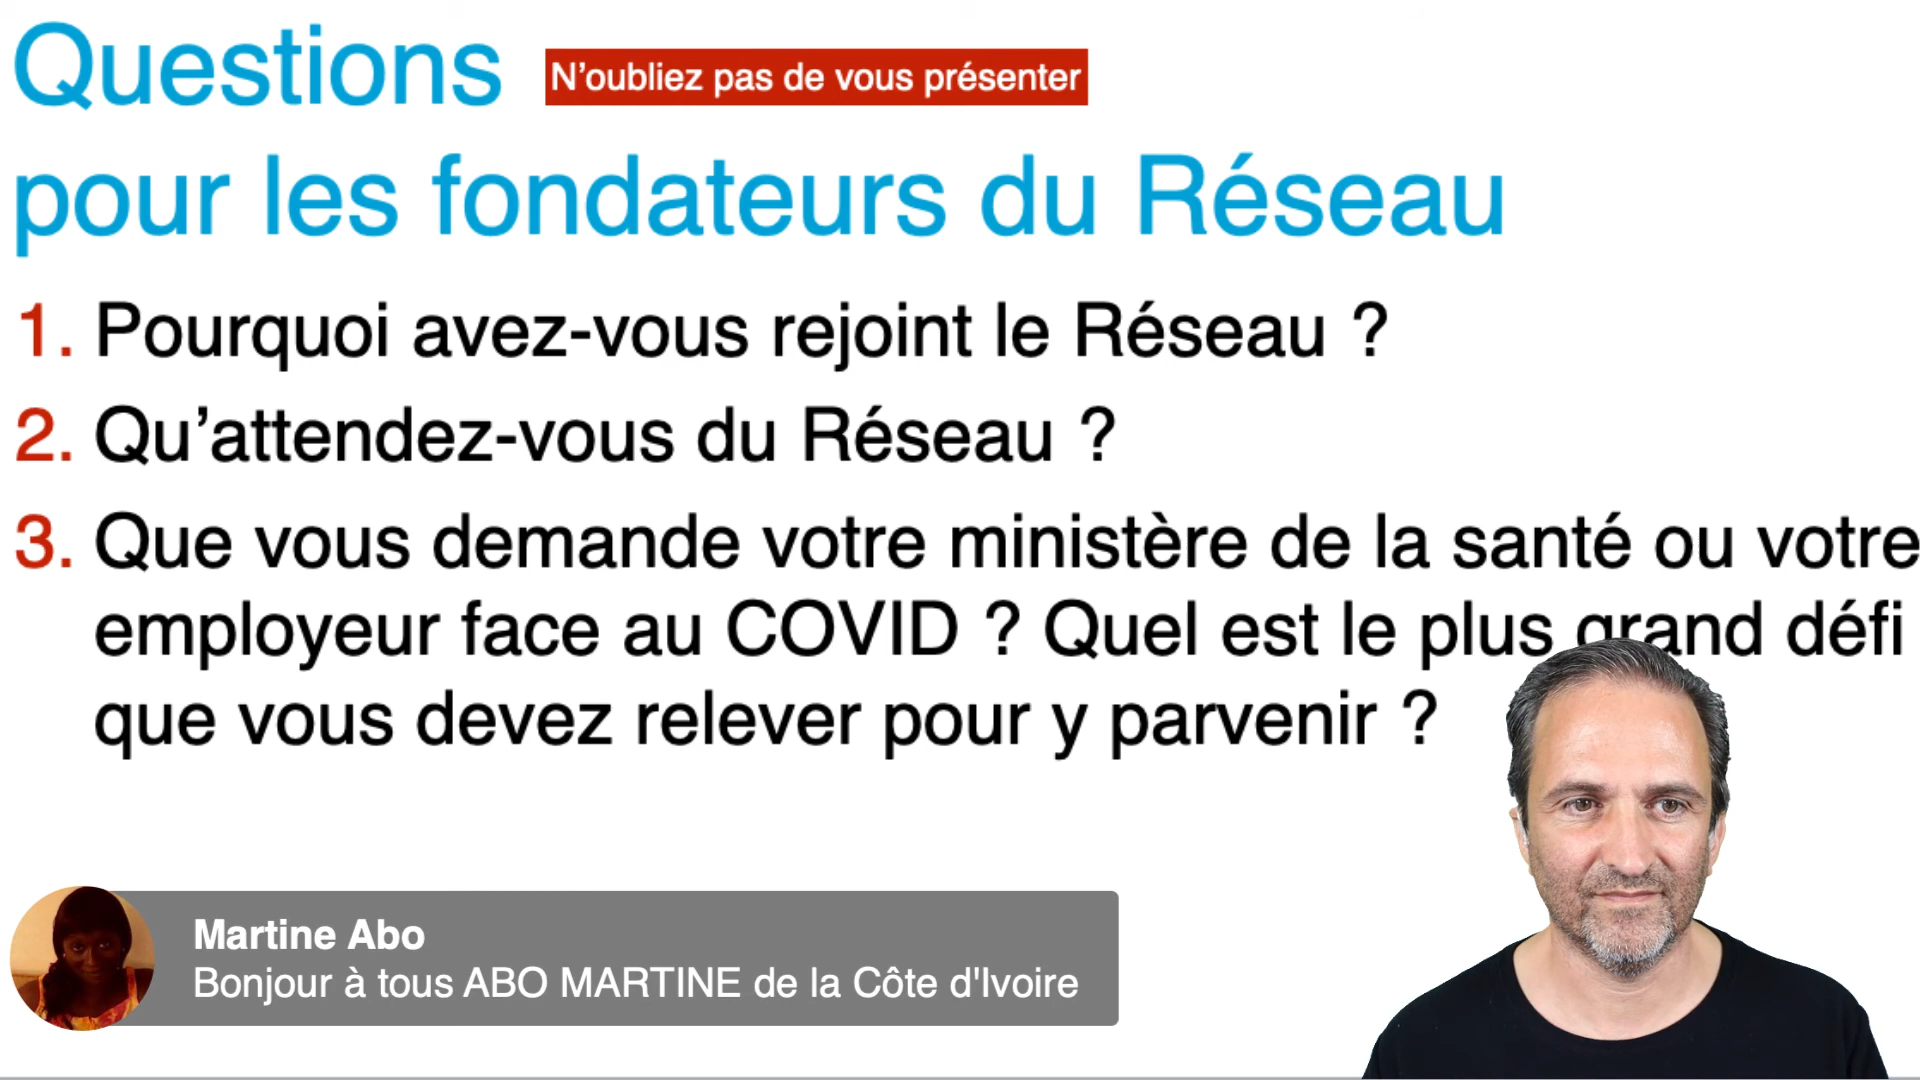 Questions
N’oubliez pas de vous présenter
pour les fondateurs du Réseau
1. Pourquoi avez-vous rejoint le Réseau ?
2. Qu’attendez-vous du Réseau ?
3. Que vous demande votre ministère de la santé ou votre
employeur face au COVID ? Quel est le plus grand défi
que vous devez relever pour y parvenir ?
Martine Abo
Bonjour à tous ABO MARTINE de la Côte d'Ivoire